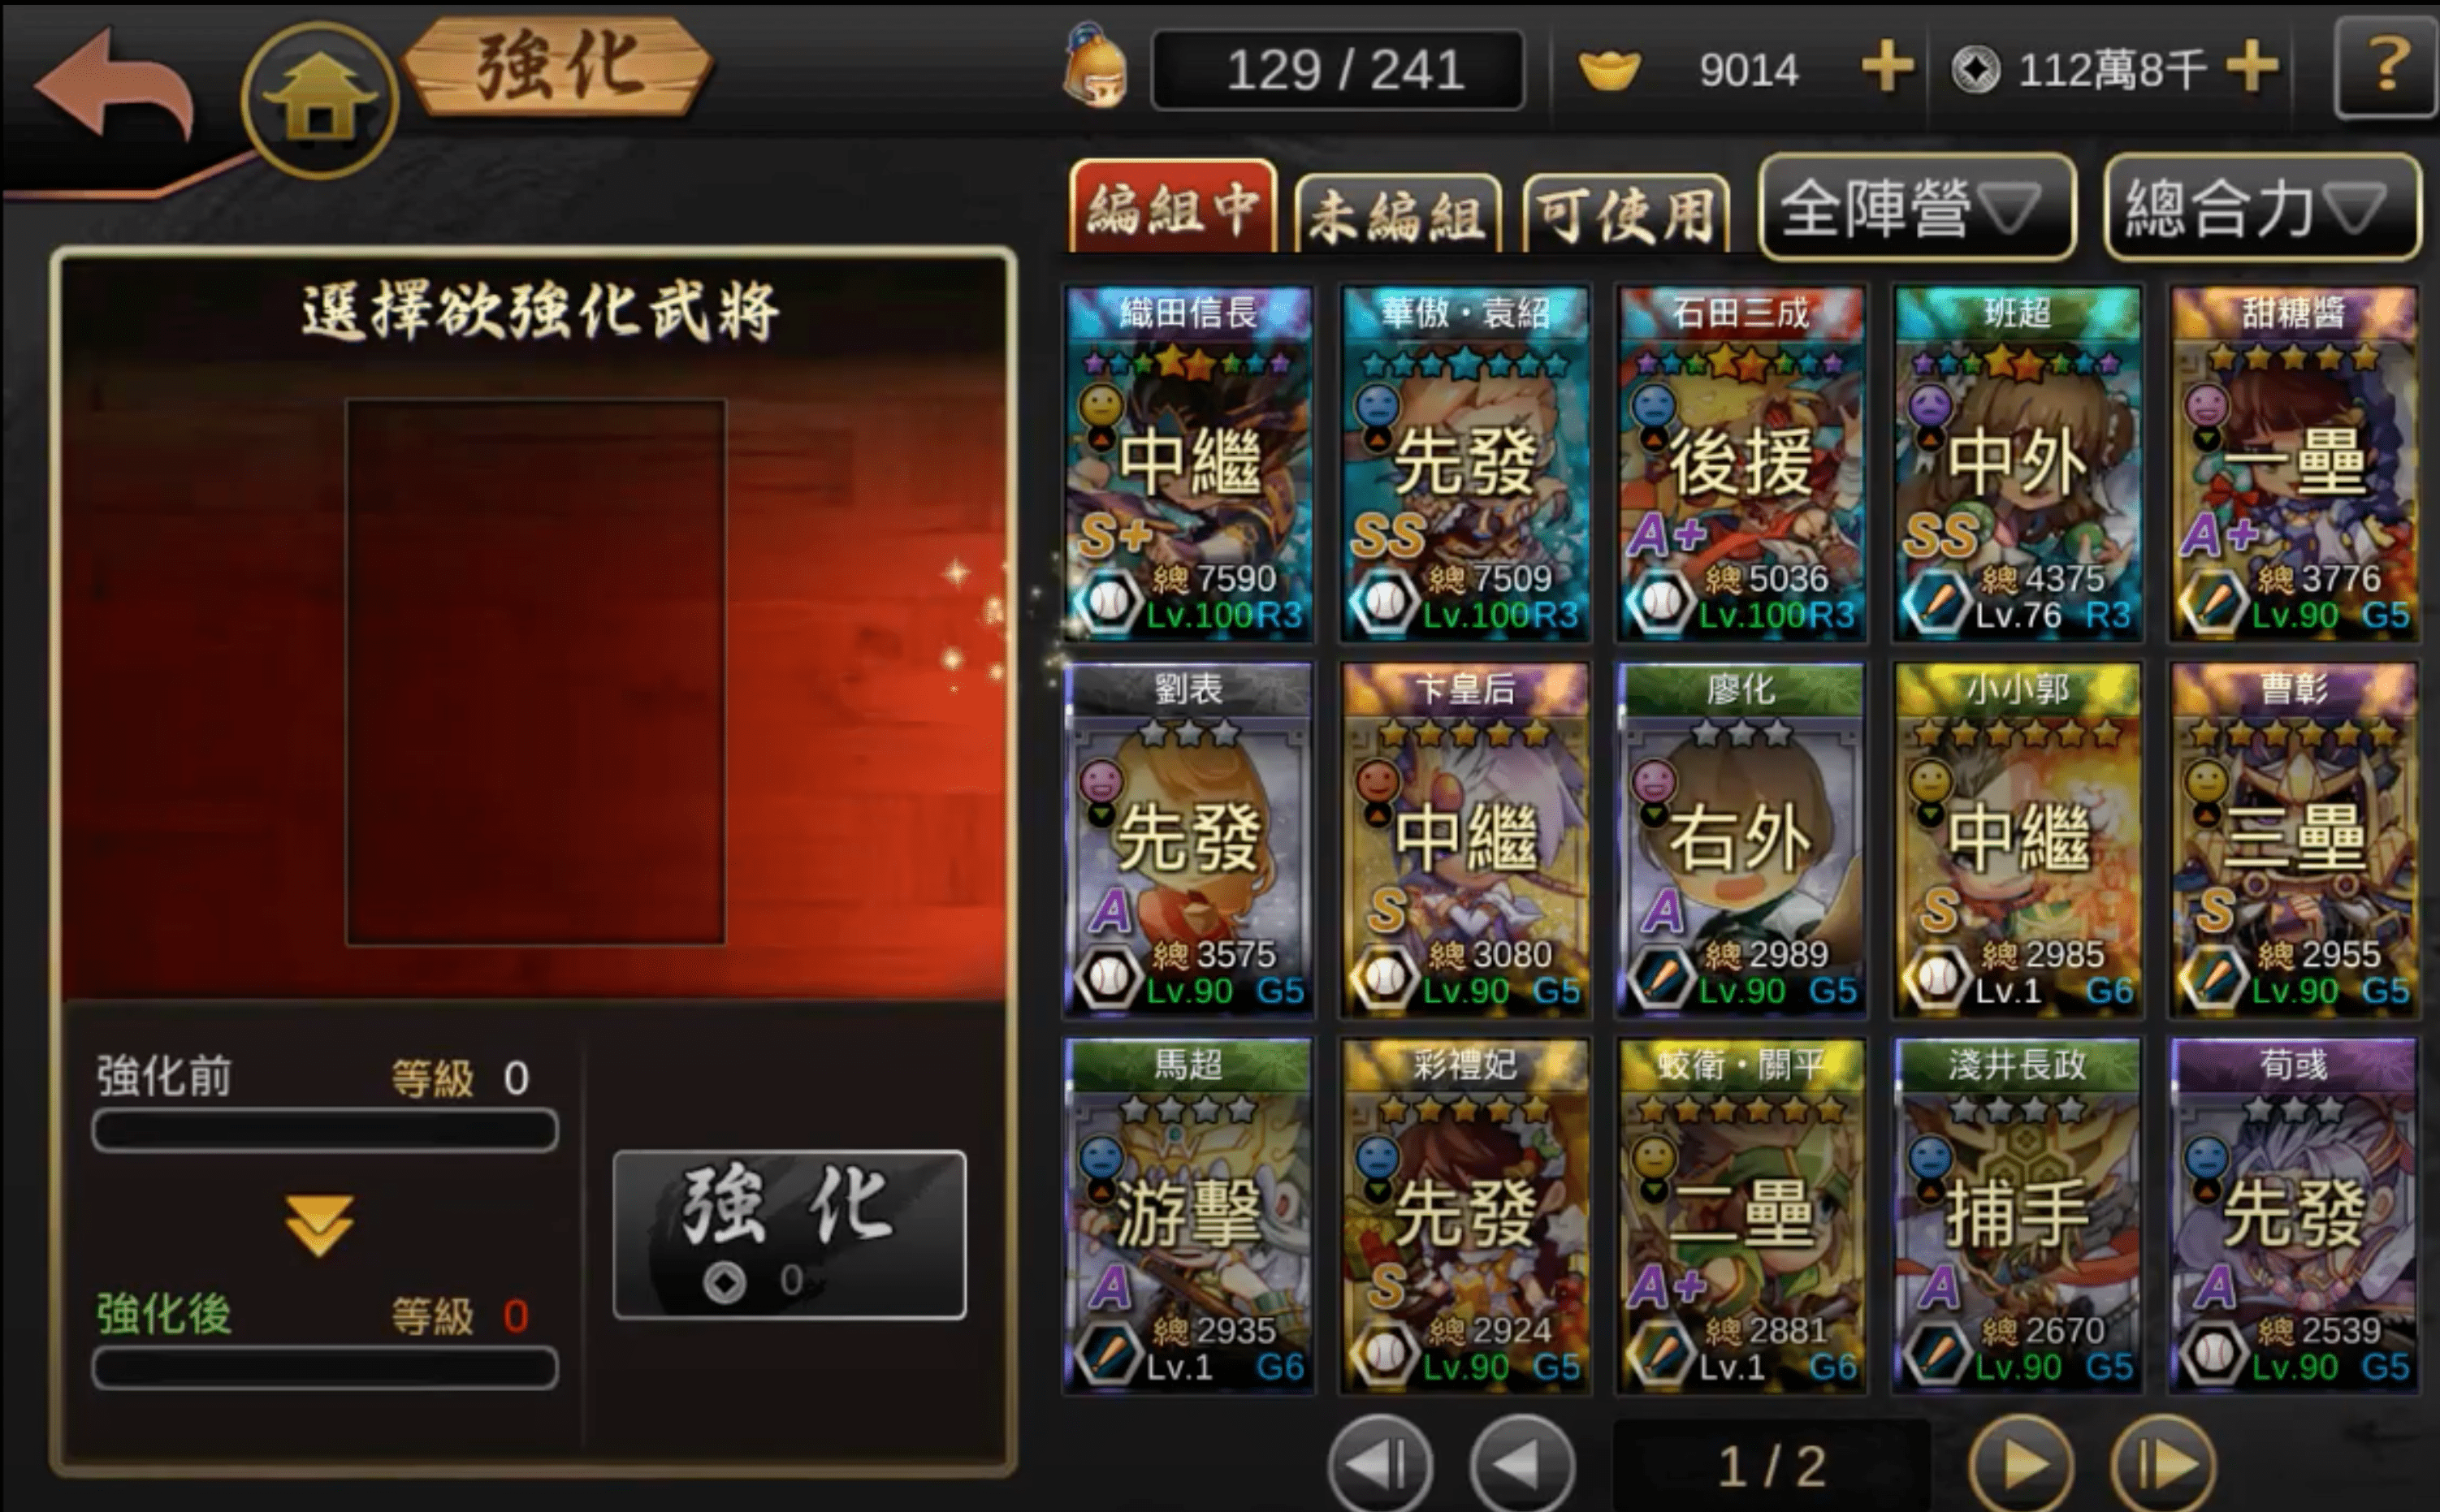 強化
129 / 241
9014
112萬8千
?
編組中
未編組
可使用
全陣營
總合力
選擇欲強化武將
織田信長
中繼
S+
總 7590
Lv.100 R3
華傲・袁紹
先發
SS
總 7509
Lv.100 R3
石田三成
後援
A+
總 5036
Lv.100 R3
班超
中外
SS
總 4375
Lv.76 R3
甜糖醬
一壘
A+
總 3776
Lv.90 G5
劉表
先發
A
總 3575
Lv.90 G5
卞皇后
中繼
S
總 3080
Lv.90 G5
廖化
右外
A
總 2989
Lv.90 G5
小小郭
中繼
S
總 2985
Lv.1 G6
曹彰
三壘
S
總 2955
Lv.90 G5
馬超
游擊
A
總 2935
Lv.1 G6
彩禮妃
先發
S
總 2924
Lv.90 G5
蛟衛・關平
二壘
A+
總 2881
Lv.1 G6
淺井長政
捕手
A
總 2670
Lv.90 G5
荀彧
先發
A
總 2539
Lv.90 G5
強化前 等級 0
強化後 等級 0
強化
0
1 / 2